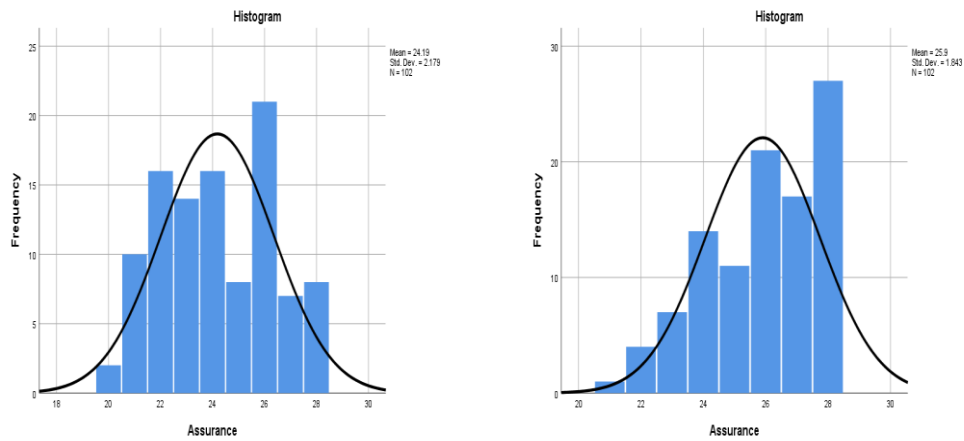 Histogram
Mean = 24.19
Std. Dev. = 2.179
N = 102
Frequency
25
20
15
10
5
0
18 20 22 24 26 28 30
Assurance
Histogram
Mean = 25.9
Std. Dev. = 1.843
N = 102
Frequency
30
20
10
0
20 22 24 26 28 30
Assurance